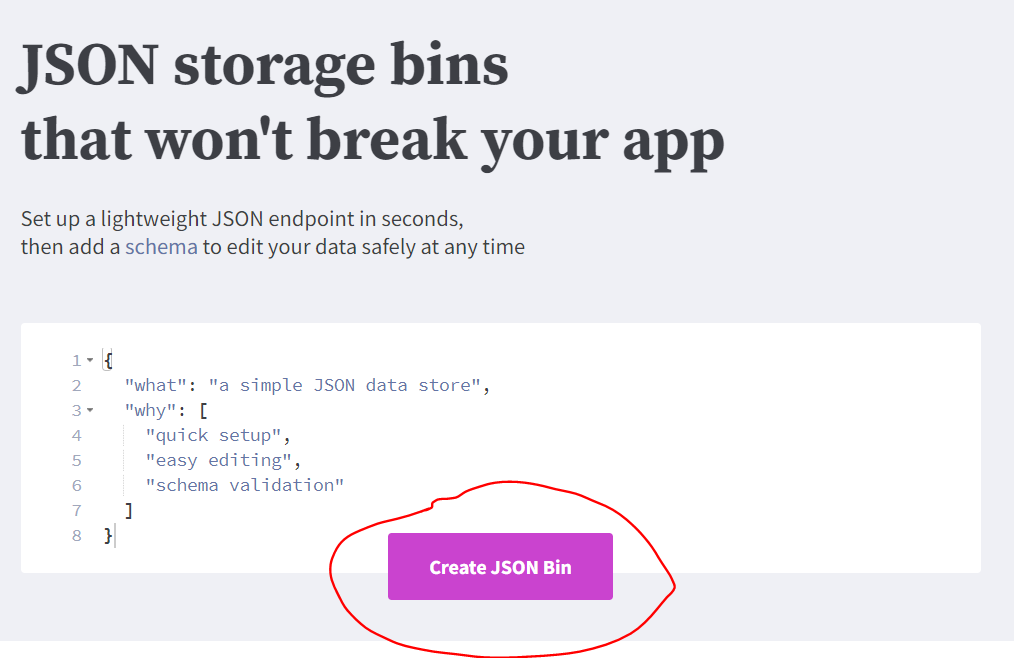 JSON storage bins
that won't break your app
Set up a lightweight JSON endpoint in seconds,
then add a schema to edit your data safely at any time
1 {
2 "what": "a simple JSON data store",
3 "why": [
4 "quick setup",
5 "easy editing",
6 "schema validation"
7 ]
8 }
Create JSON Bin